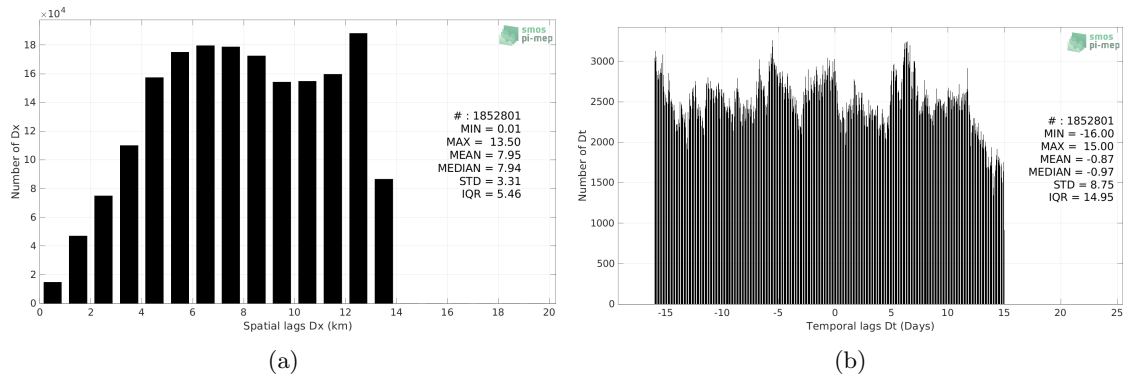 ×10⁴
18
16
14
12
10
8
6
4
2
0
Number of Dx
0 2 4 6 8 10 12 14 16 18 20
Spatial lags Dx (km)
smos
pi-mep
# : 1852801
MIN = 0.01
MAX = 13.50
MEAN = 7.95
MEDIAN = 7.94
STD = 3.31
IQR = 5.46
(a)
3000
2500
2000
1500
1000
500
0
Number of Dt
-15 -10 -5 0 5 10 15 20 25
Temporal lags Dt (Days)
smos
pi-mep
# : 1852801
MIN = -16.00
MAX = 15.00
MEAN = -0.87
MEDIAN = -0.97
STD = 8.75
IQR = 14.95
(b)